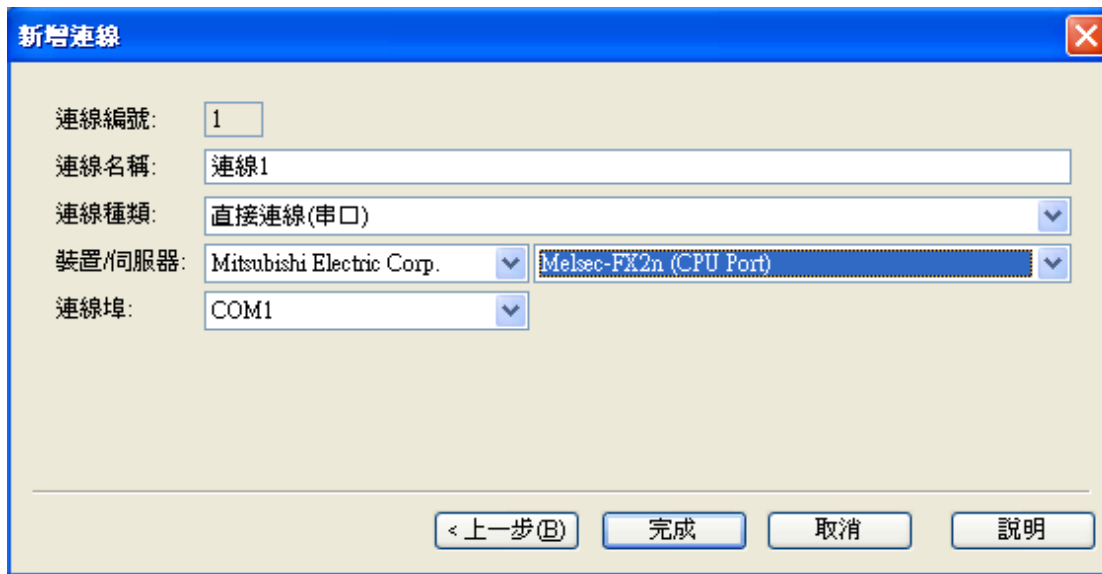 新增連線
連線編號: 1
連線名稱: 連線1
連線種類: 直接連線(串口)
裝置/伺服器: Mitsubishi Electric Corp. Melsec-FX2n (CPU Port)
連線埠: COM1
< 上一步(B) 完成 取消 說明